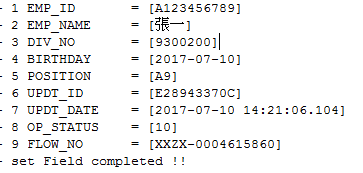 - 1 EMP_ID = [A123456789]
- 2 EMP_NAME = [張一]
- 3 DIV_NO = [9300200]
- 4 BIRTHDAY = [2017-07-10]
- 5 POSITION = [A9]
- 6 UPDT_ID = [E28943370C]
- 7 UPDT_DATE = [2017-07-10 14:21:06.104]
- 8 OP_STATUS = [10]
- 9 FLOW_NO = [XXZX-0004615860]
- set Field completed !!